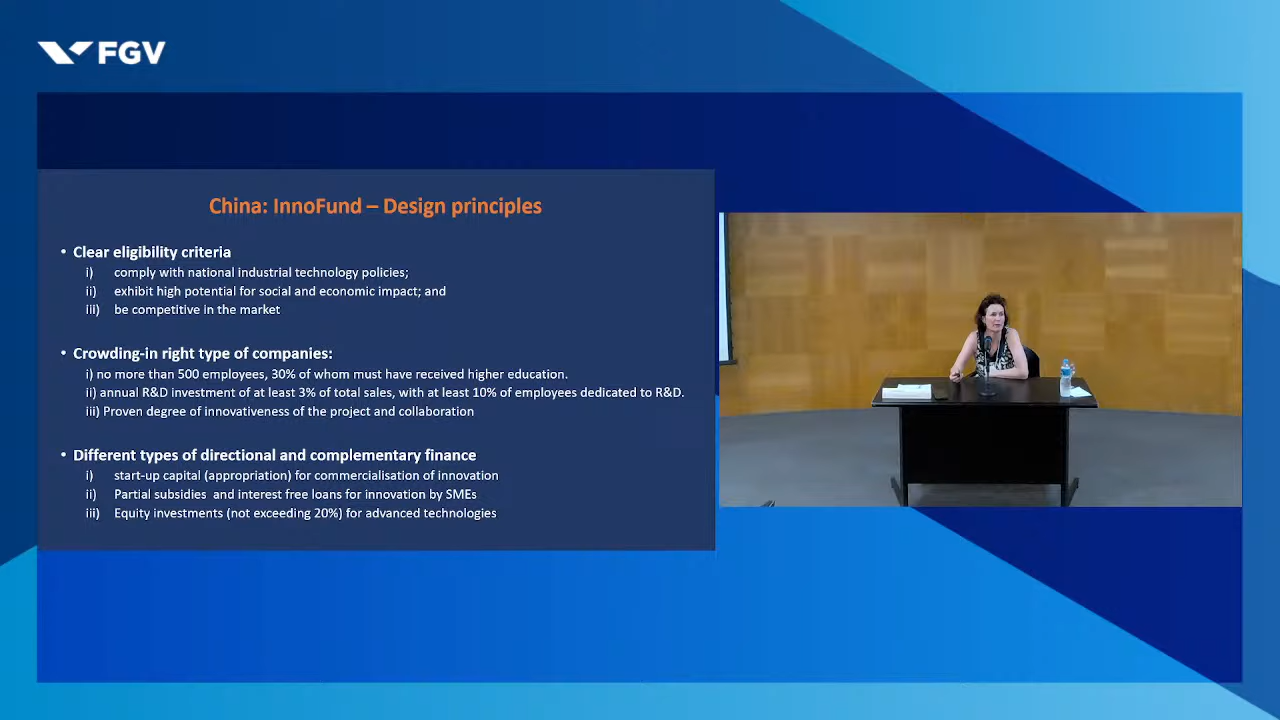 FGV
China: InnoFund – Design principles
• Clear eligibility criteria
i) comply with national industrial technology policies;
ii) exhibit high potential for social and economic impact; and
iii) be competitive in the market
• Crowding-in right type of companies:
i) no more than 500 employees, 30% of whom must have received higher education.
ii) annual R&D investment of at least 3% of total sales, with at least 10% of employees dedicated to R&D.
iii) Proven degree of innovativeness of the project and collaboration
• Different types of directional and complementary finance
i) start-up capital (appropriation) for commercialisation of innovation
ii) Partial subsidies and interest free loans for innovation by SMEs
iii) Equity investments (not exceeding 20%) for advanced technologies